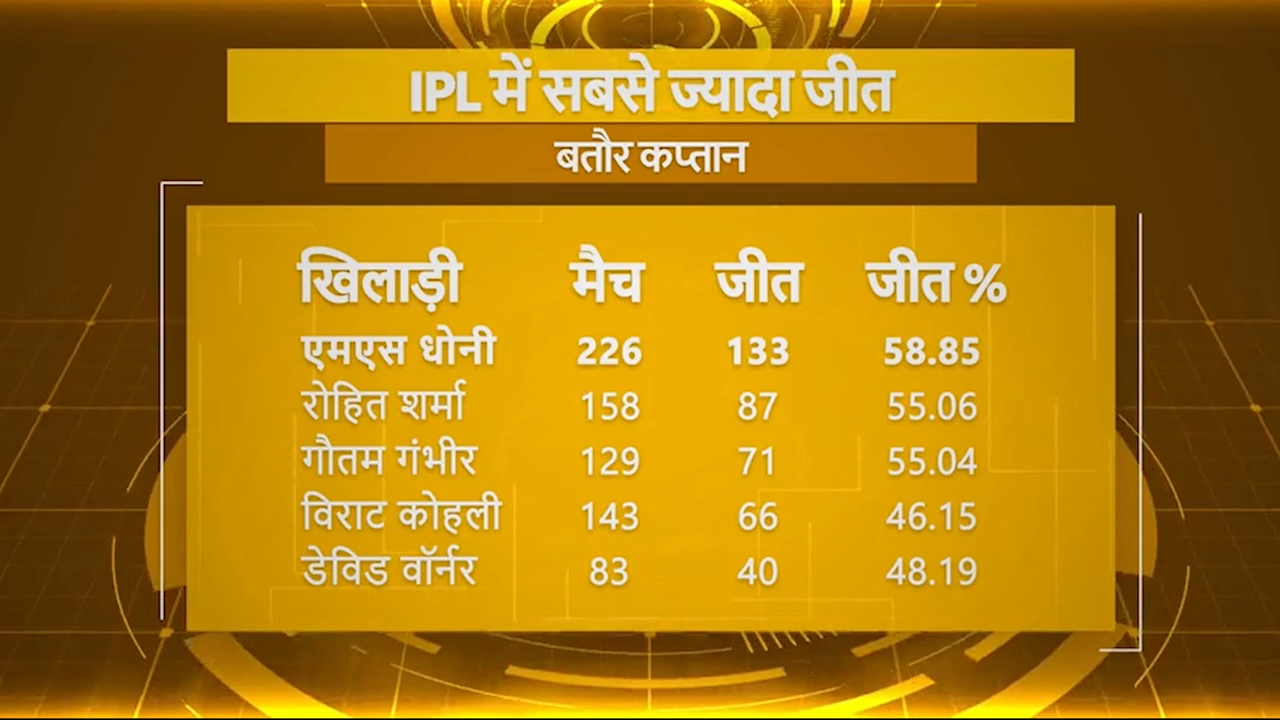 IPL में सबसे ज्यादा जीत
बतौर कप्तान
खिलाड़ी मैच जीत जीत %
एमएस धोनी 226 133 58.85
रोहित शर्मा 158 87 55.06
गौतम गंभीर 129 71 55.04
विराट कोहली 143 66 46.15
डेविड वॉर्नर 83 40 48.19